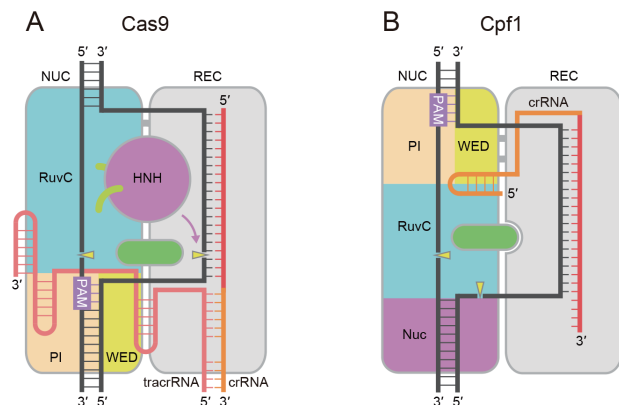 A
Cas9
5′ 3′
NUC
REC
5′
RuvC
HNH
3′
PAM
PI
WED
tracrRNA
crRNA
3′ 5′
5′ 3′
B
Cpf1
5′ 3′
NUC
REC
crRNA
PAM
PI
WED
5′
RuvC
Nuc
3′
3′ 5′